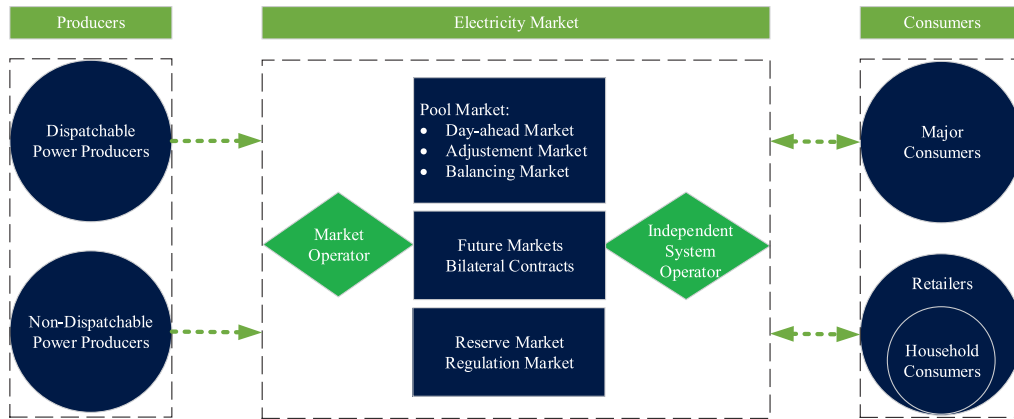 Producers
Electricity Market
Consumers
Dispatchable
Power Producers
Non-Dispatchable
Power Producers
Pool Market:
• Day-ahead Market
• Adjustement Market
• Balancing Market
Market
Operator
Future Markets
Bilateral Contracts
Independent
System
Operator
Reserve Market
Regulation Market
Major
Consumers
Retailers
Household
Consumers